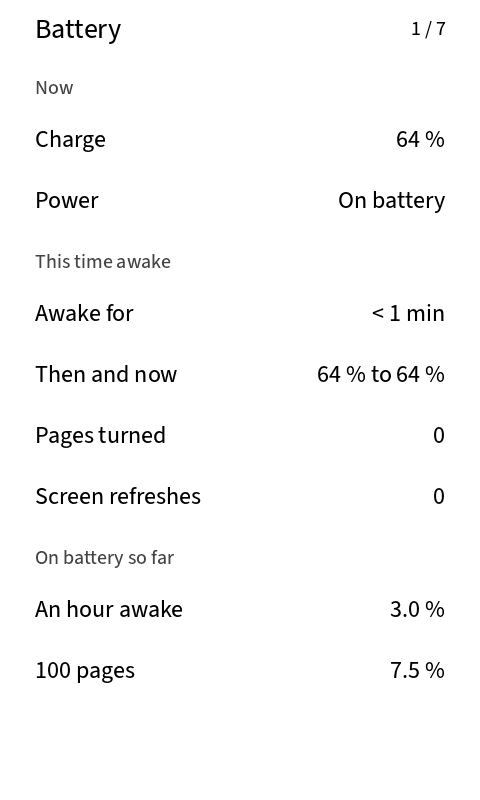 Battery 1 / 7
Now
Charge 64 %
Power On battery
This time awake
Awake for < 1 min
Then and now 64 % to 64 %
Pages turned 0
Screen refreshes 0
On battery so far
An hour awake 3.0 %
100 pages 7.5 %